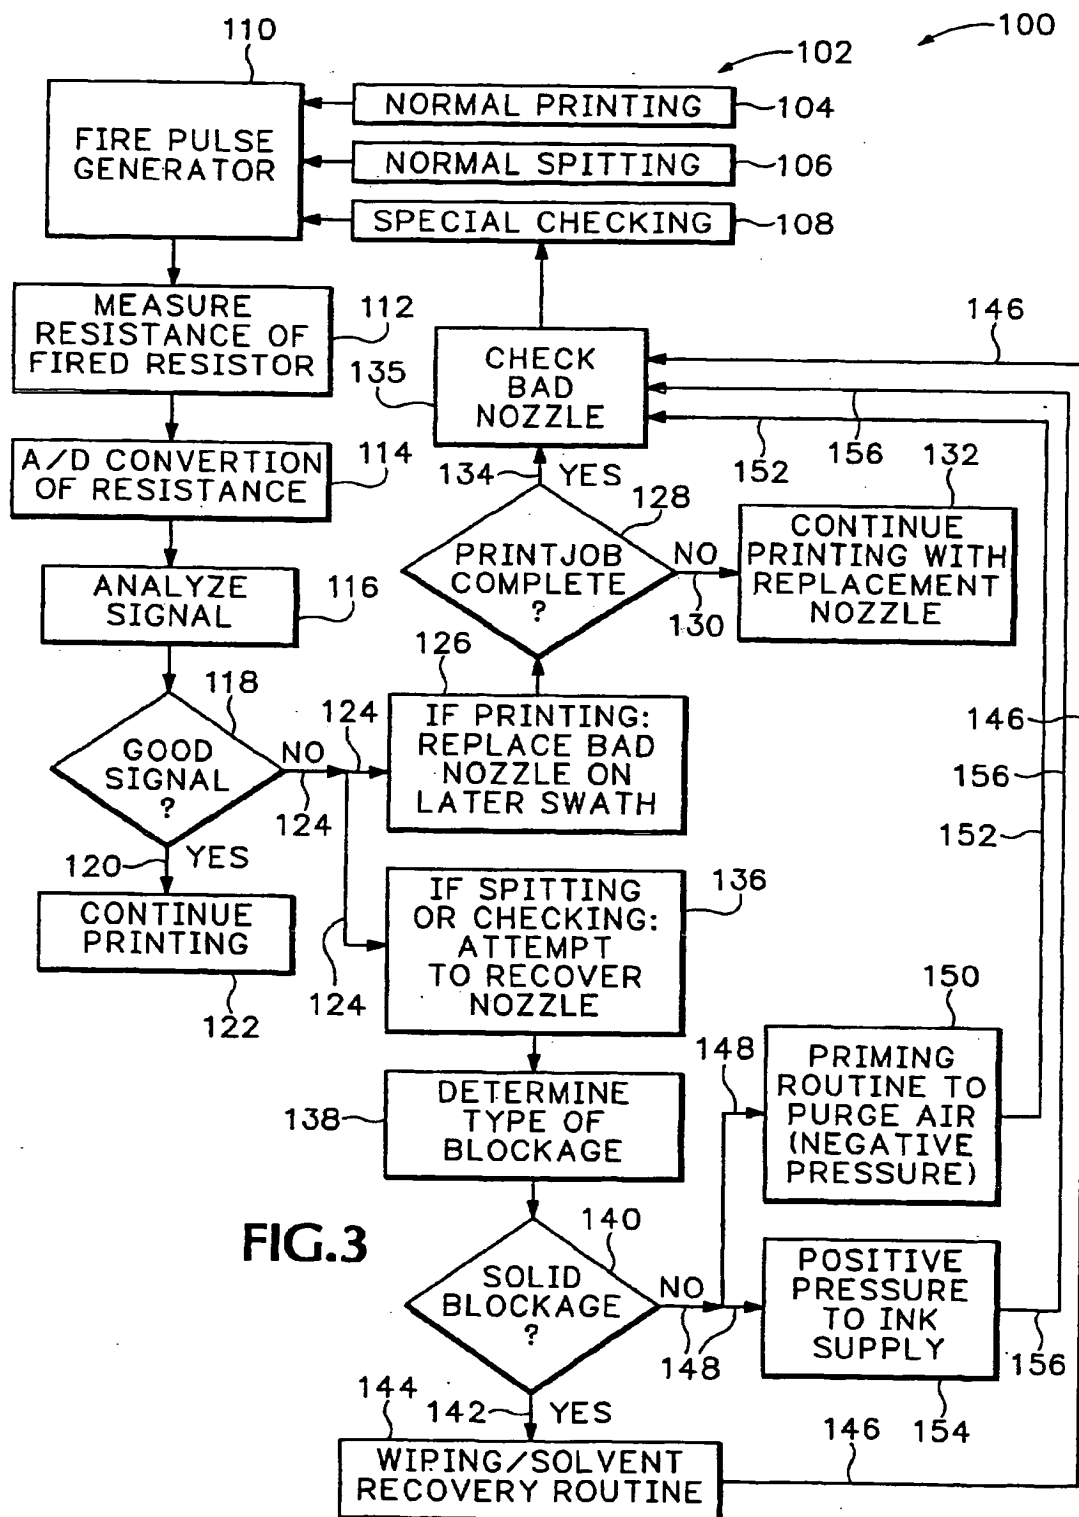 100
102
110
FIRE PULSE
GENERATOR
NORMAL PRINTING
104
NORMAL SPITTING
106
SPECIAL CHECKING
108
MEASURE
RESISTANCE OF
FIRED RESISTOR
112
A/D CONVERTION
OF RESISTANCE
114
ANALYZE
SIGNAL
116
GOOD
SIGNAL
?
118
120
YES
CONTINUE
PRINTING
122
NO
124
124
124
126
IF PRINTING:
REPLACE BAD
NOZZLE ON
LATER SWATH
PRINTJOB
COMPLETE
?
128
NO
130
CONTINUE
PRINTING WITH
REPLACEMENT
NOZZLE
132
134
YES
135
CHECK
BAD
NOZZLE
146
156
152
146
156
152
IF SPITTING
OR CHECKING:
ATTEMPT
TO RECOVER
NOZZLE
136
DETERMINE
TYPE OF
BLOCKAGE
138
SOLID
BLOCKAGE
?
140
NO
148
148
148
150
PRIMING
ROUTINE TO
PURGE AIR
(NEGATIVE
PRESSURE)
POSITIVE
PRESSURE
TO INK
SUPPLY
154
156
142
YES
144
WIPING/SOLVENT
RECOVERY ROUTINE
146
FIG.3